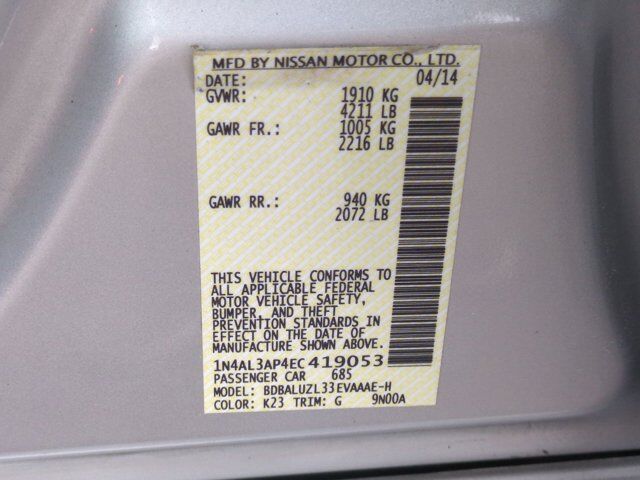 MFD BY NISSAN MOTOR CO., LTD.
DATE: 04/14
GVWR: 1910 KG
4211 LB
GAWR FR.: 1005 KG
2216 LB
GAWR RR.: 940 KG
2072 LB
THIS VEHICLE CONFORMS TO
ALL APPLICABLE FEDERAL
MOTOR VEHICLE SAFETY,
BUMPER, AND THEFT
PREVENTION STANDARDS IN
EFFECT ON THE DATE OF
MANUFACTURE SHOWN ABOVE.
1N4AL3AP4EC419053
PASSENGER CAR 685
MODEL: BDBALUZL33EVAAAE-H
COLOR: K23 TRIM: G 9N00A